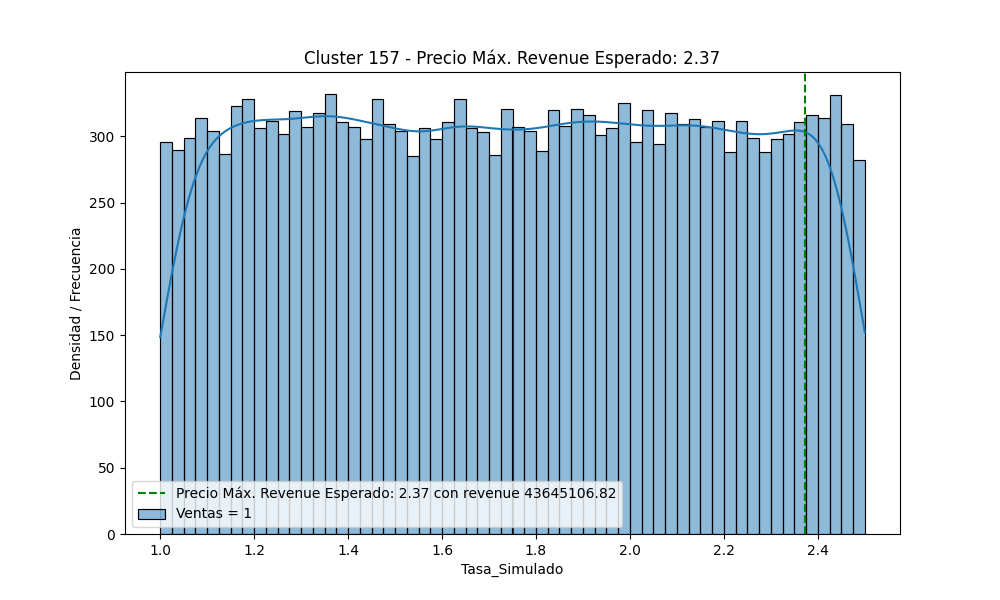 Cluster 157 - Precio Máx. Revenue Esperado: 2.37
Densidad / Frecuencia
300
250
200
150
100
50
0
Precio Máx. Revenue Esperado: 2.37 con revenue 43645106.82
Ventas = 1
1.0 1.2 1.4 1.6 1.8 2.0 2.2 2.4
Tasa_Simulado